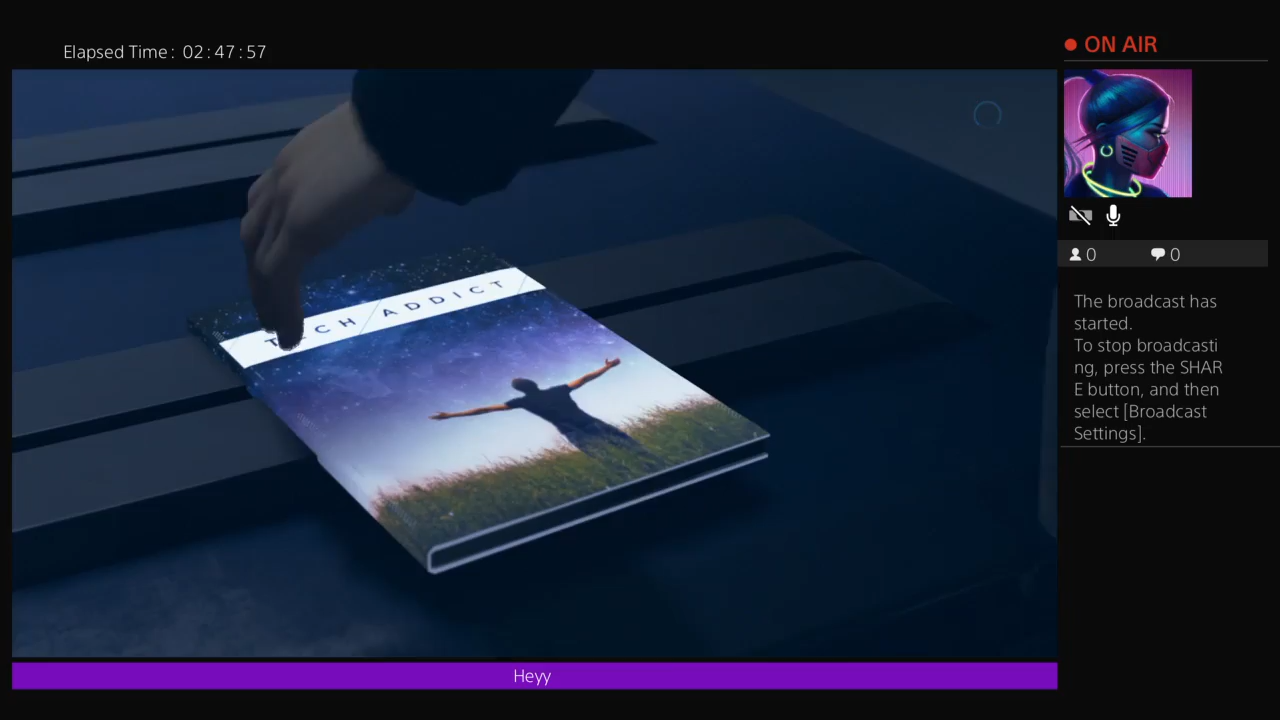 Elapsed Time: 02:47:57
ON AIR
TECH ADDICT
0 0
The broadcast has
started.
To stop broadcasti
ng, press the SHAR
E button, and then
select [Broadcast
Settings].
Heyy